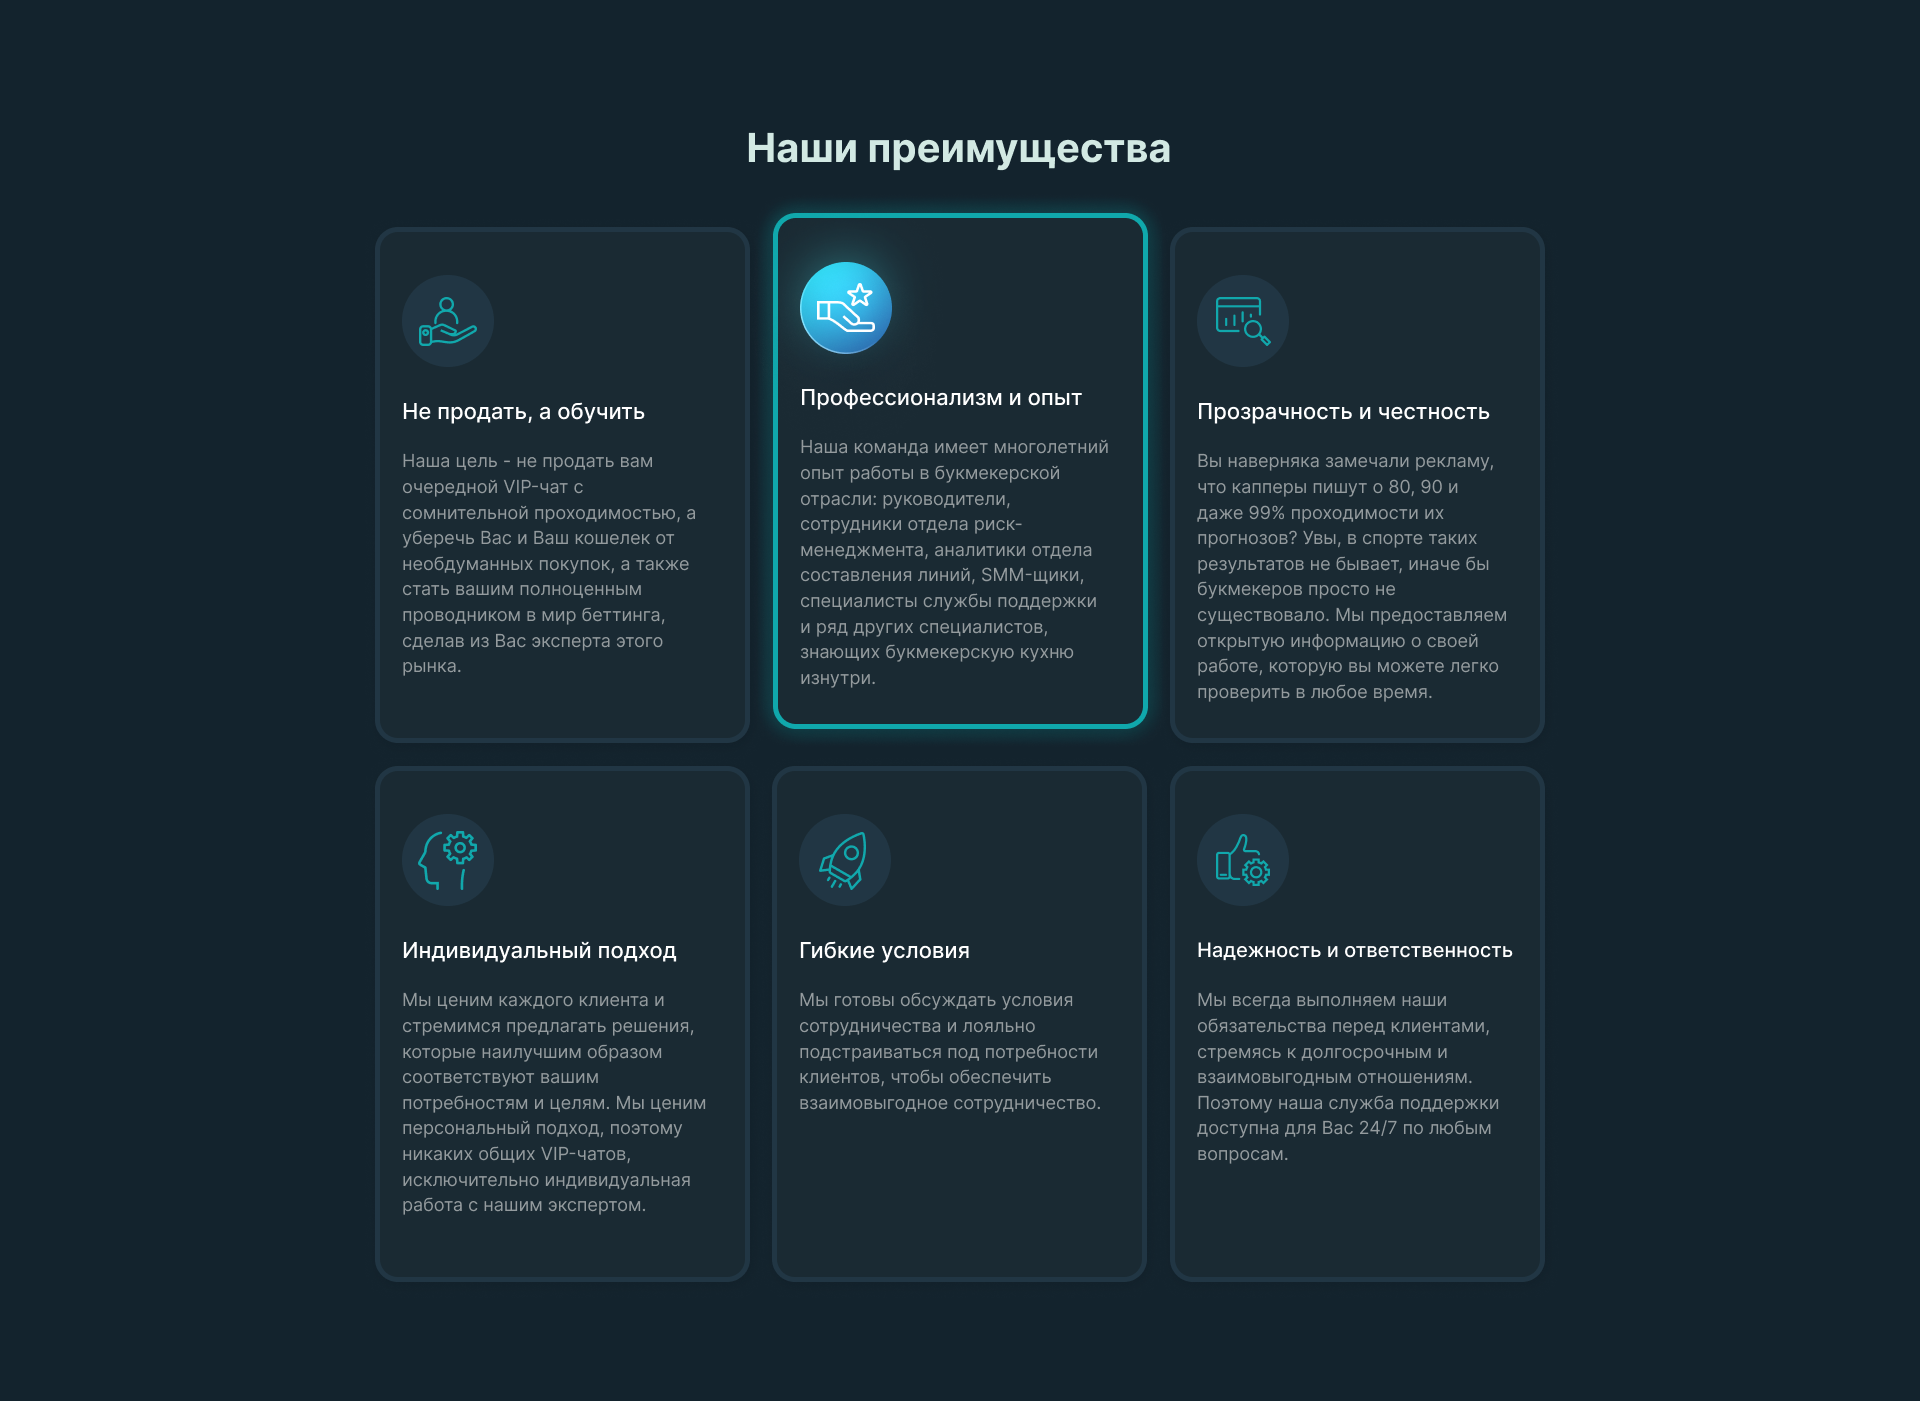 Наши преимущества
Не продать, а обучить
Наша цель - не продать вам
очередной VIP-чат с
сомнительной проходимостью, а
уберечь Вас и Ваш кошелек от
необдуманных покупок, а также
стать вашим полноценным
проводником в мир беттинга,
сделав из Вас эксперта этого
рынка.
Профессионализм и опыт
Наша команда имеет многолетний
опыт работы в букмекерской
отрасли: руководители,
сотрудники отдела риск-
менеджмента, аналитики отдела
составления линий, SMM-щики,
специалисты службы поддержки
и ряд других специалистов,
знающих букмекерскую кухню
изнутри.
Прозрачность и честность
Вы наверняка замечали рекламу,
что капперы пишут о 80, 90 и
даже 99% проходимости их
прогнозов? Увы, в спорте таких
результатов не бывает, иначе бы
букмекеров просто не
существовало. Мы предоставляем
открытую информацию о своей
работе, которую вы можете легко
проверить в любое время.
Индивидуальный подход
Мы ценим каждого клиента и
стремимся предлагать решения,
которые наилучшим образом
соответствуют вашим
потребностям и целям. Мы ценим
персональный подход, поэтому
никаких общих VIP-чатов,
исключительно индивидуальная
работа с нашим экспертом.
Гибкие условия
Мы готовы обсуждать условия
сотрудничества и лояльно
подстраиваться под потребности
клиентов, чтобы обеспечить
взаимовыгодное сотрудничество.
Надежность и ответственность
Мы всегда выполняем наши
обязательства перед клиентами,
стремясь к долгосрочным и
взаимовыгодным отношениям.
Поэтому наша служба поддержки
доступна для Вас 24/7 по любым
вопросам.